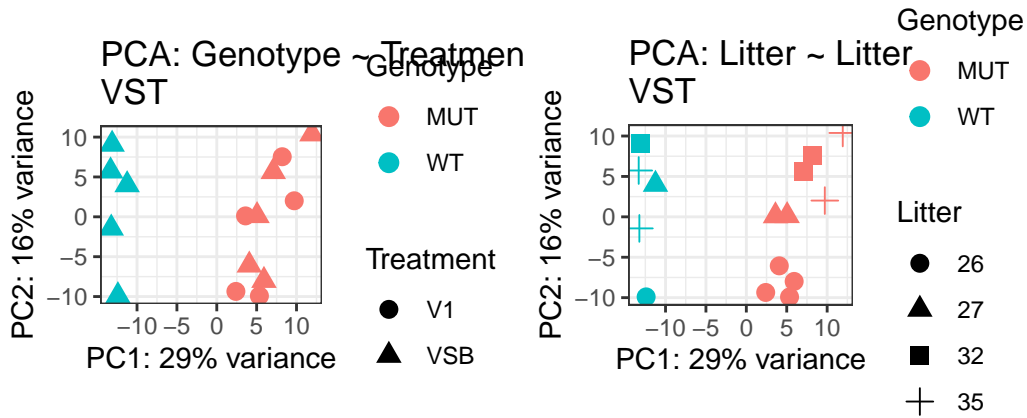 PCA: Genotype ~ Treatmen
VST
PC2: 16% variance
10
5
0
−5
−10
−10 −5 0 5 10
PC1: 29% variance
Genotype
MUT
WT
Treatment
V1
VSB
PCA: Litter ~ Litter
VST
PC2: 16% variance
10
5
0
−5
−10
−10 −5 0 5 10
PC1: 29% variance
Genotype
MUT
WT
Litter
26
27
32
35